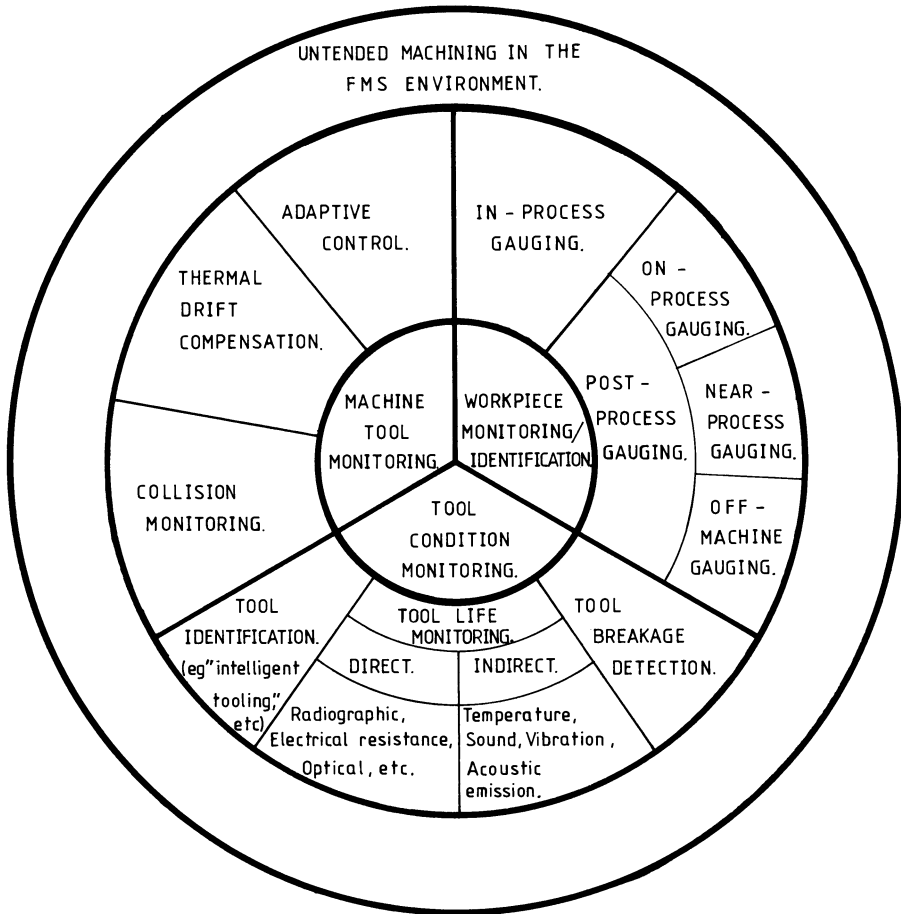 UNTENDED MACHINING IN THE
FMS ENVIRONMENT.
ADAPTIVE
CONTROL.
IN - PROCESS
GAUGING.
THERMAL
DRIFT
COMPENSATION.
ON -
PROCESS
GAUGING.
MACHINE
TOOL
MONITORING.
WORKPIECE
MONITORING/
IDENTIFICATION.
POST -
PROCESS
GAUGING.
NEAR -
PROCESS
GAUGING.
COLLISION
MONITORING.
TOOL
CONDITION
MONITORING.
OFF -
MACHINE
GAUGING.
TOOL
IDENTIFICATION.
(eg" intelligent
tooling,"
etc)
TOOL LIFE
MONITORING.
DIRECT.
INDIRECT.
Radiographic,
Electrical resistance,
Optical, etc.
Temperature,
Sound, Vibration,
Acoustic
emission.
TOOL
BREAKAGE
DETECTION.